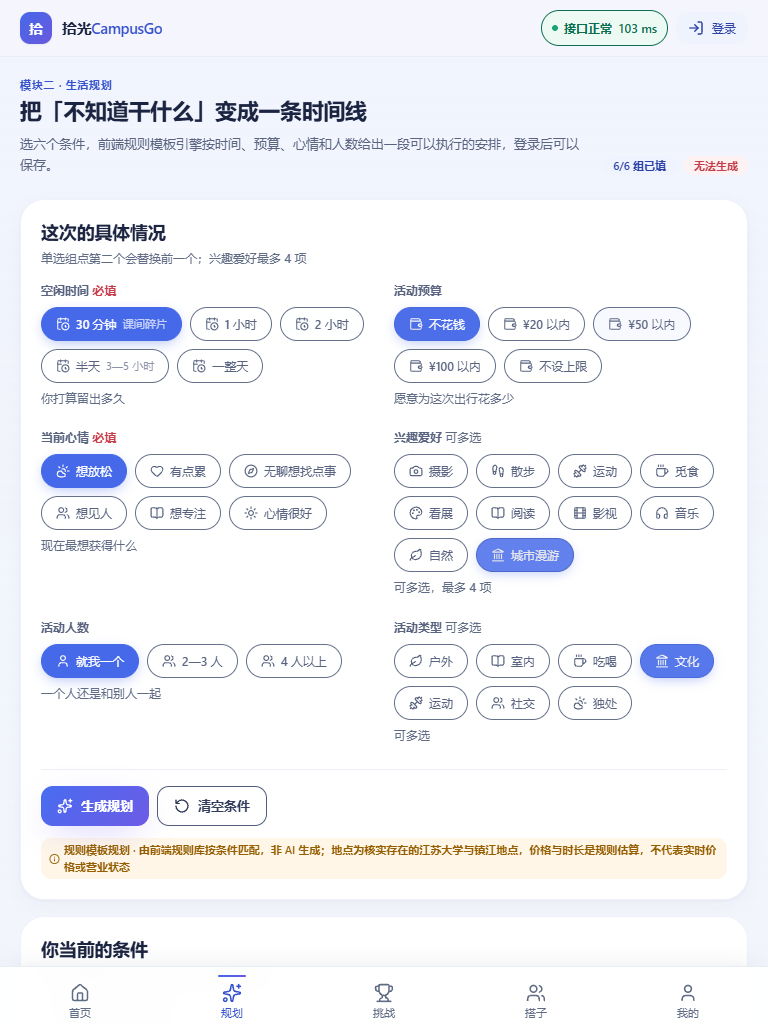 拾 拾光CampusGo 接口正常 103 ms 登录
模块二 · 生活规划
把「不知道干什么」变成一条时间线
选六个条件，前端规则模板引擎按时间、预算、心情和人数给出一段可以执行的安排，登录后可以
保存。
6/6 组已填 无法生成
这次的具体情况
单选组点第二个会替换前一个；兴趣爱好最多 4 项
空闲时间 必填
30 分钟 课间碎片 1 小时 2 小时
半天 3—5 小时 一整天
你打算留出多久
活动预算
不花钱 ¥20 以内 ¥50 以内
¥100 以内 不设上限
愿意为这次出行花多少
当前心情 必填
想放松 有点累 无聊想找点事
想见人 想专注 心情很好
现在最想获得什么
兴趣爱好 可多选
摄影 散步 运动 觅食
看展 阅读 影视 音乐
自然 城市漫游
可多选，最多 4 项
活动人数
就我一个 2—3 人 4 人以上
一个人还是和别人一起
活动类型 可多选
户外 室内 吃喝 文化
运动 社交 独处
可多选
生成规划 清空条件
规则模板规划 · 由前端规则库按条件匹配，非 AI 生成；地点为核实存在的江苏大学与镇江地点，价格与时长是规则估算，不代表实时价
格或营业状态
你当前的条件
首页 规划 挑战 搭子 我的